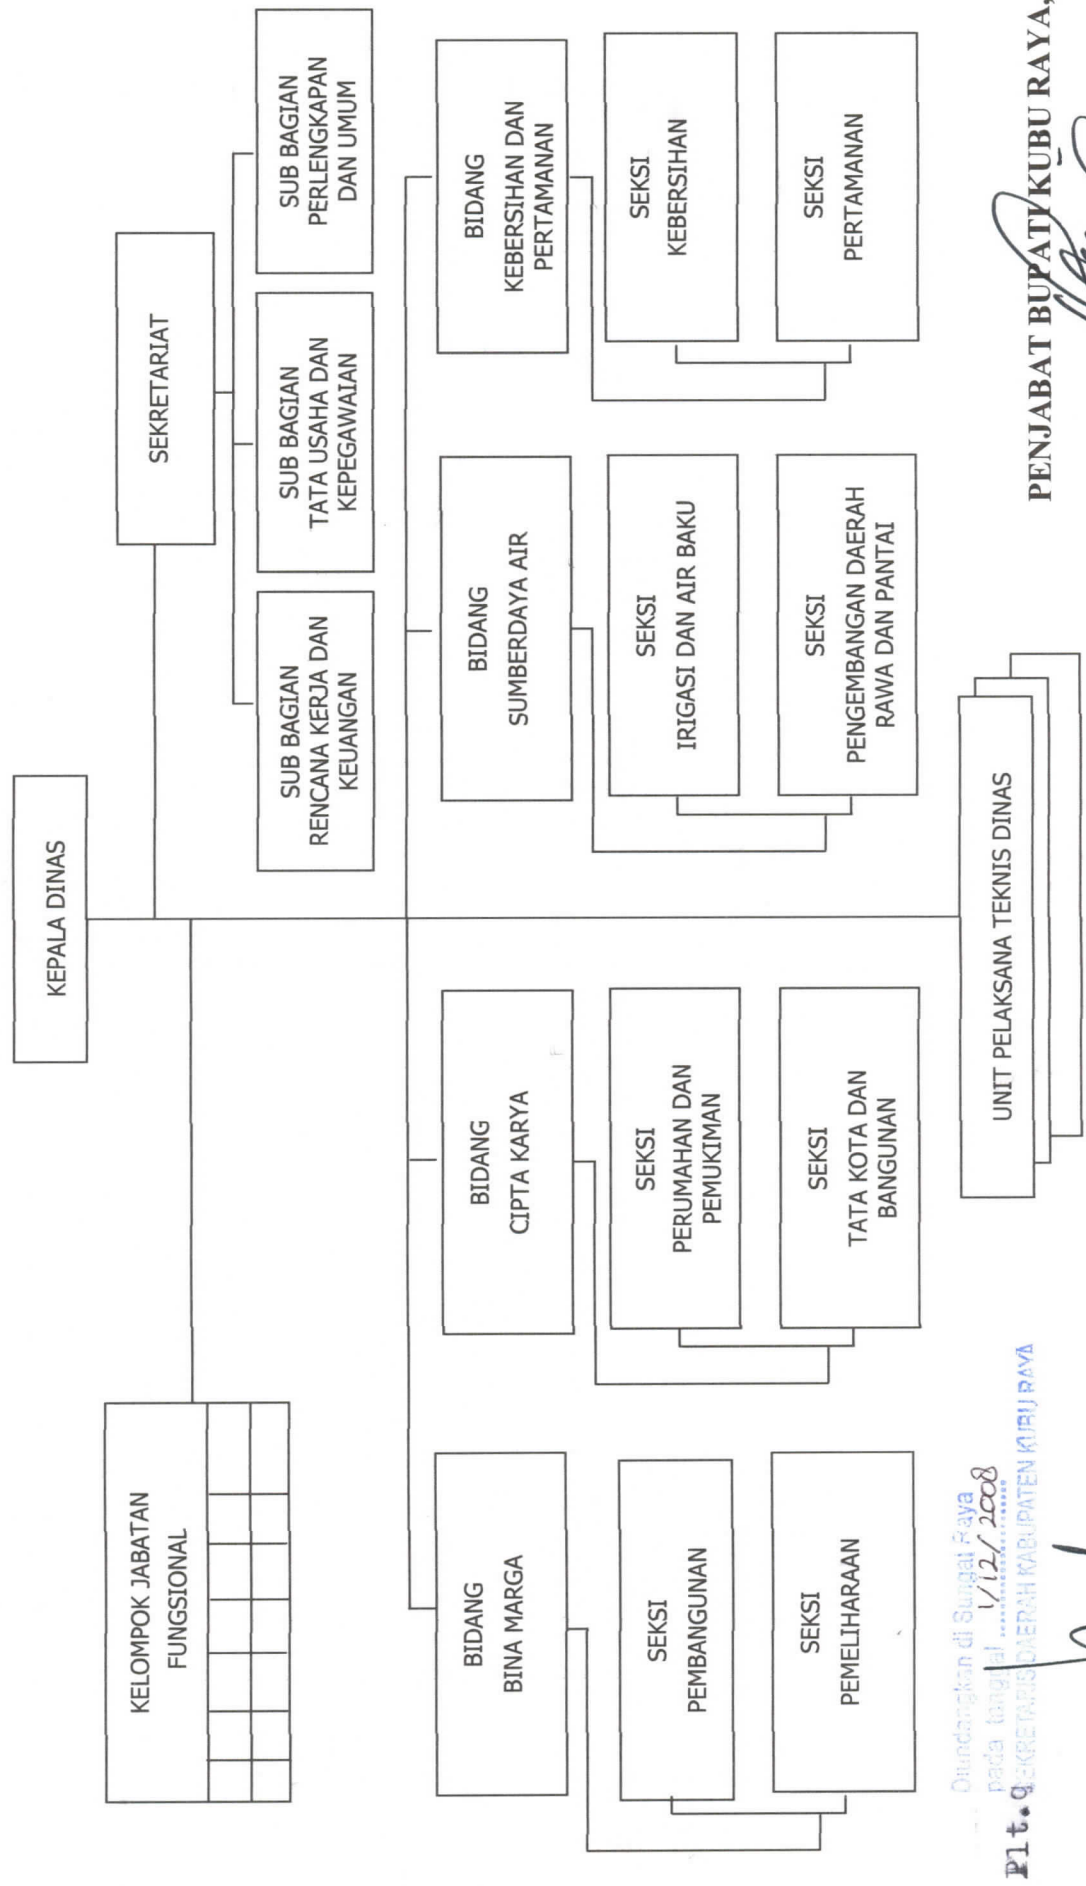 KEPALA DINAS
KELOMPOK JABATAN
FUNGSIONAL
SEKRETARIAT
SUB BAGIAN
RENCANA KERJA DAN
KEUANGAN
SUB BAGIAN
TATA USAHA DAN
KEPEGAWAIAN
SUB BAGIAN
PERLENGKAPAN
DAN UMUM
BIDANG
BINA MARGA
BIDANG
CIPTA KARYA
BIDANG
SUMBERDAYA AIR
BIDANG
KEBERSIHAN DAN
PERTAMANAN
SEKSI
PEMBANGUNAN
SEKSI
PERUMAHAN DAN
PEMUKIMAN
SEKSI
IRIGASI DAN AIR BAKU
SEKSI
KEBERSIHAN
SEKSI
PEMELIHARAAN
SEKSI
TATA KOTA DAN
BANGUNAN
SEKSI
PENGEMBANGAN DAERAH
RAWA DAN PANTAI
SEKSI
PERTAMANAN
UNIT PELAKSANA TEKNIS DINAS
Diundangkan di Sungai Raya
pada tanggal 1/12/2008
Plt. SEKRETARIS DAERAH KABUPATEN KUBU RAYA
PENJABAT BUPATI KUBU RAYA,